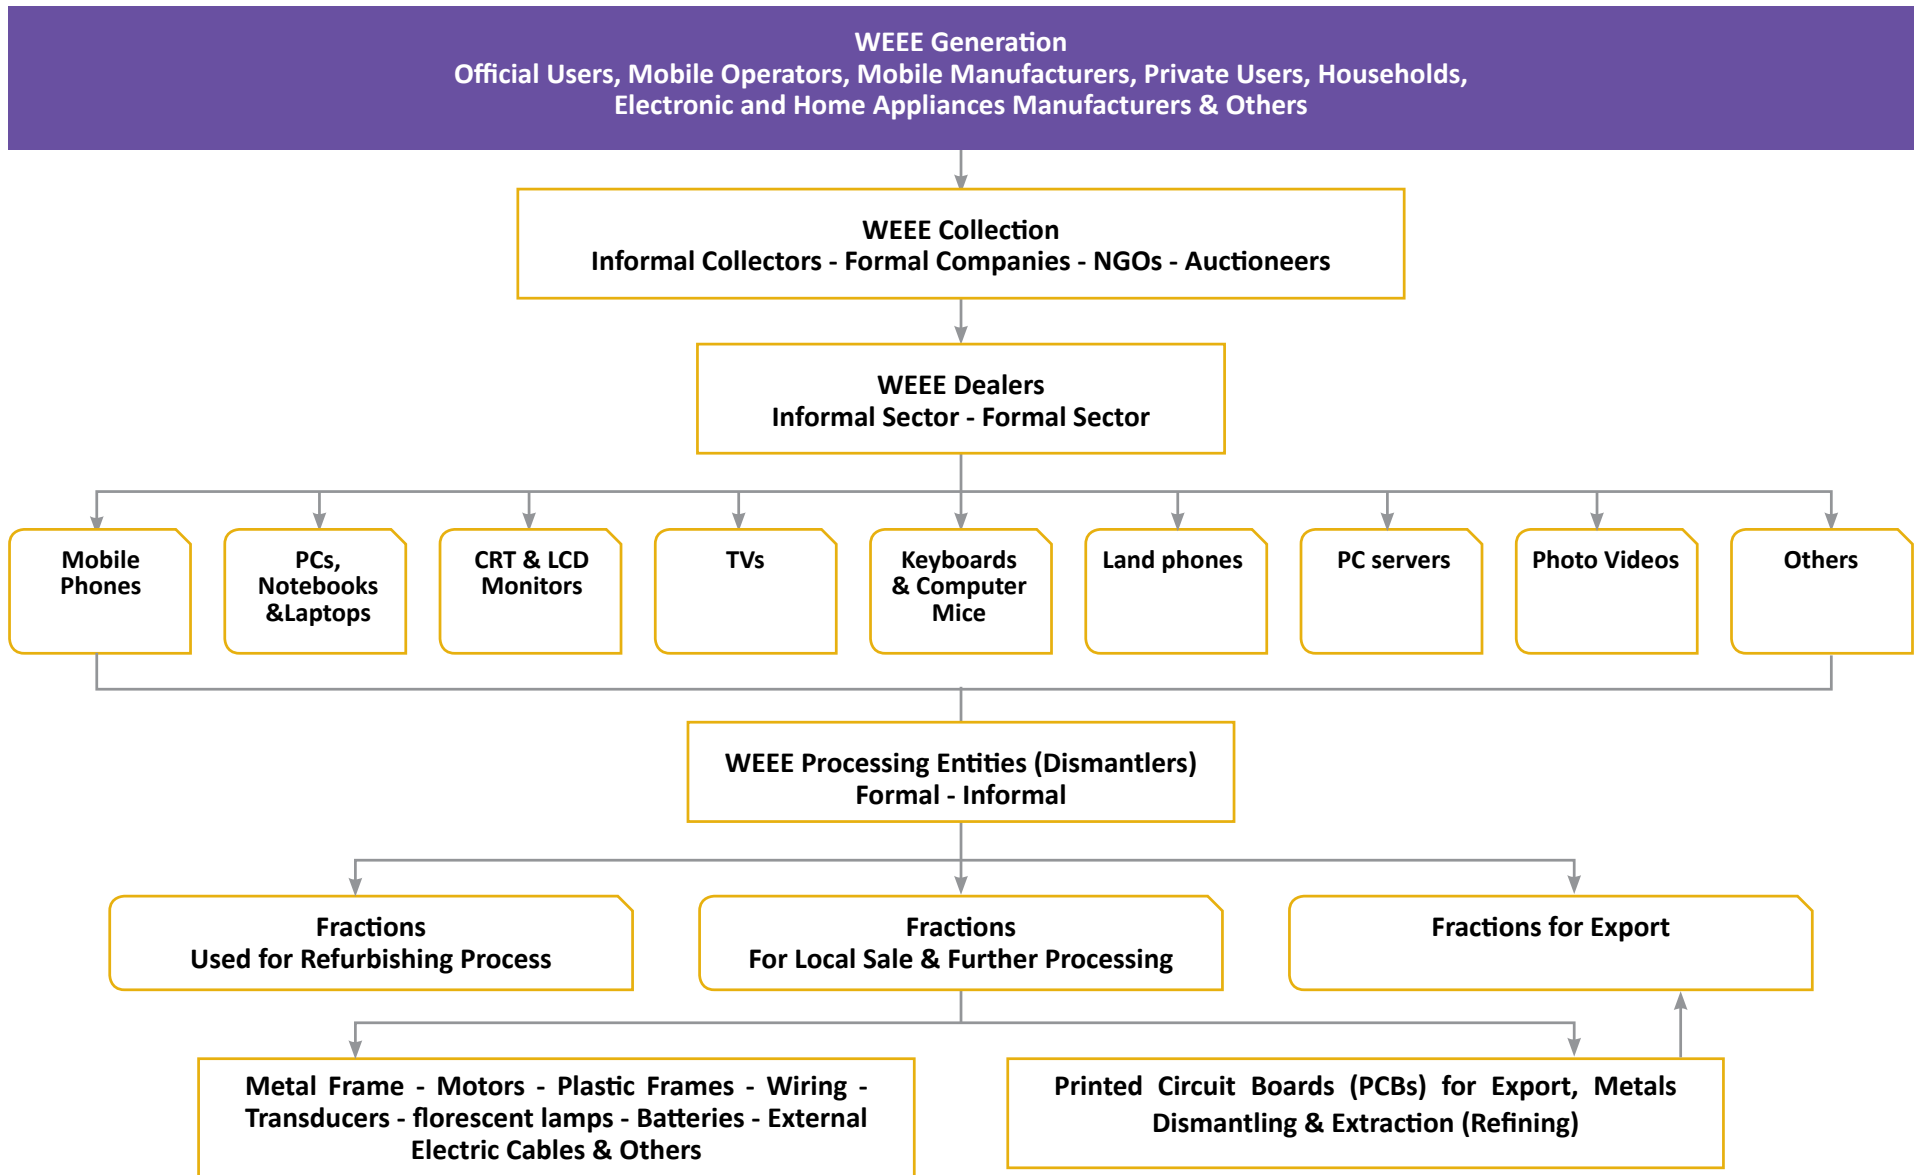 WEEE Generation
Official Users, Mobile Operators, Mobile Manufacturers, Private Users, Households,
Electronic and Home Appliances Manufacturers & Others
WEEE Collection
Informal Collectors - Formal Companies - NGOs - Auctioneers
WEEE Dealers
Informal Sector - Formal Sector
Mobile
Phones
PCs,
Notebooks
&Laptops
CRT & LCD
Monitors
TVs
Keyboards
& Computer
Mice
Land phones
PC servers
Photo Videos
Others
WEEE Processing Entities (Dismantlers)
Formal - Informal
Fractions
Used for Refurbishing Process
Fractions
For Local Sale & Further Processing
Fractions for Export
Metal Frame - Motors - Plastic Frames - Wiring -
Transducers - florescent lamps - Batteries - External
Electric Cables & Others
Printed Circuit Boards (PCBs) for Export, Metals
Dismantling & Extraction (Refining)